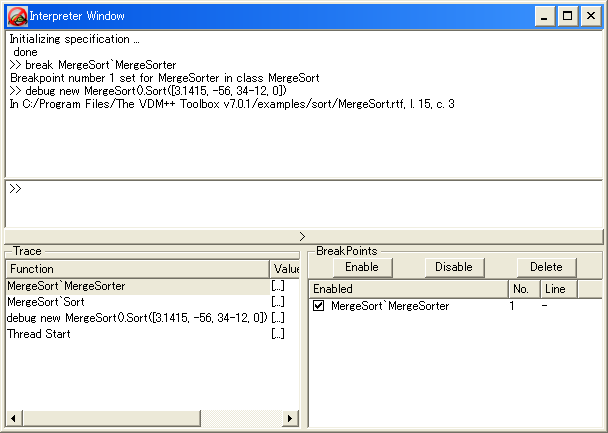 Interpreter Window
Initializing specification ...
done
>> break MergeSort`MergeSorter
Breakpoint number 1 set for MergeSorter in class MergeSort
>> debug new MergeSort().Sort([3.1415, -56, 34-12, 0])
In C:/Program Files/The VDM++ Toolbox v7.0.1/examples/sort/MergeSort.rtf, l. 15, c. 3
>>
>
Trace
Function Value
MergeSort`MergeSorter [...]
MergeSort`Sort [...]
debug new MergeSort().Sort([3.1415, -56, 34-12, 0]) [...]
Thread Start [...]
BreakPoints
Enable Disable Delete
Enabled No. Line
MergeSort`MergeSorter 1 -